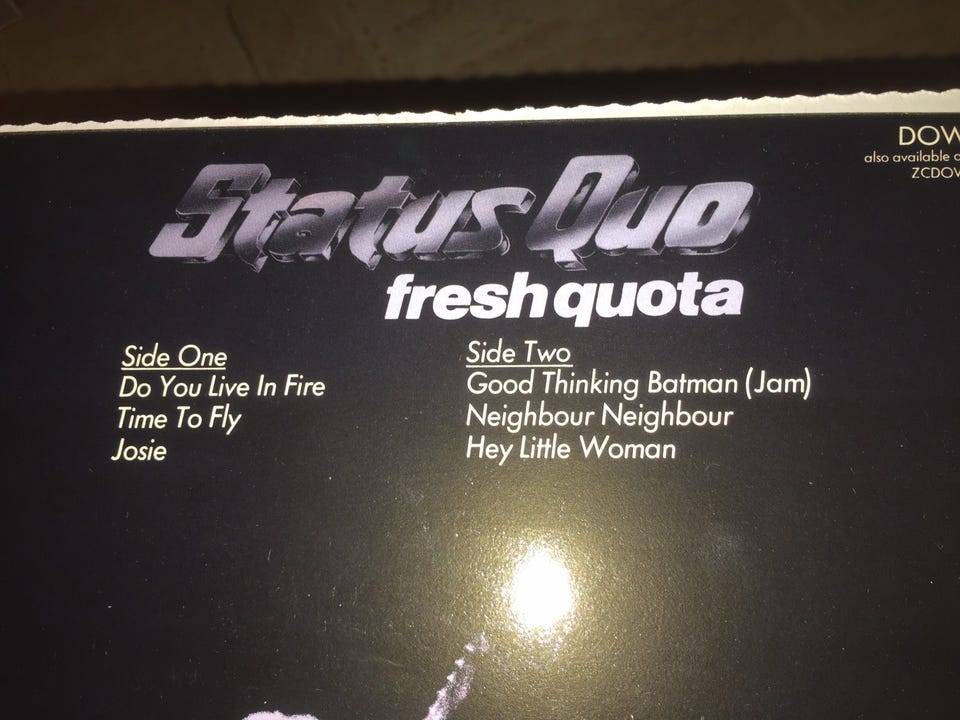 Status Quo
fresh quota
Side One
Do You Live In Fire
Time To Fly
Josie
Side Two
Good Thinking Batman (Jam)
Neighbour Neighbour
Hey Little Woman
DOW
also available
ZCDOW